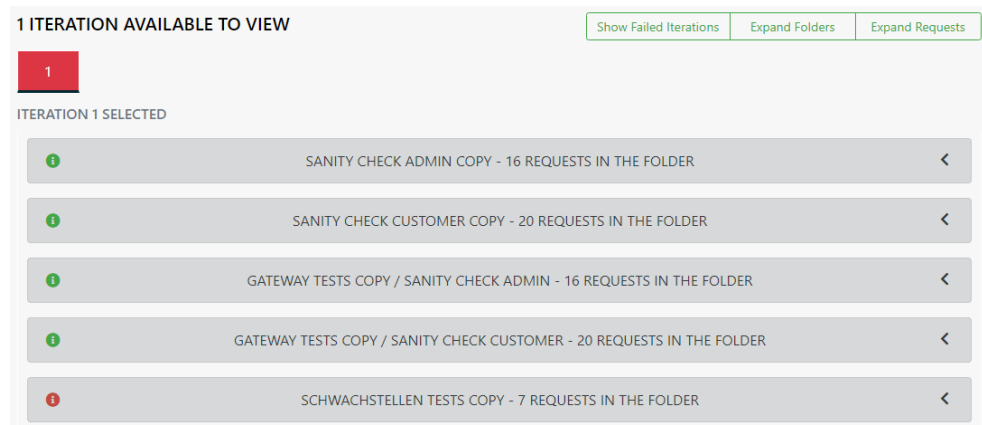 1 ITERATION AVAILABLE TO VIEW
Show Failed Iterations
Expand Folders
Expand Requests
1
ITERATION 1 SELECTED
SANITY CHECK ADMIN COPY - 16 REQUESTS IN THE FOLDER
SANITY CHECK CUSTOMER COPY - 20 REQUESTS IN THE FOLDER
GATEWAY TESTS COPY / SANITY CHECK ADMIN - 16 REQUESTS IN THE FOLDER
GATEWAY TESTS COPY / SANITY CHECK CUSTOMER - 20 REQUESTS IN THE FOLDER
SCHWACHSTELLEN TESTS COPY - 7 REQUESTS IN THE FOLDER